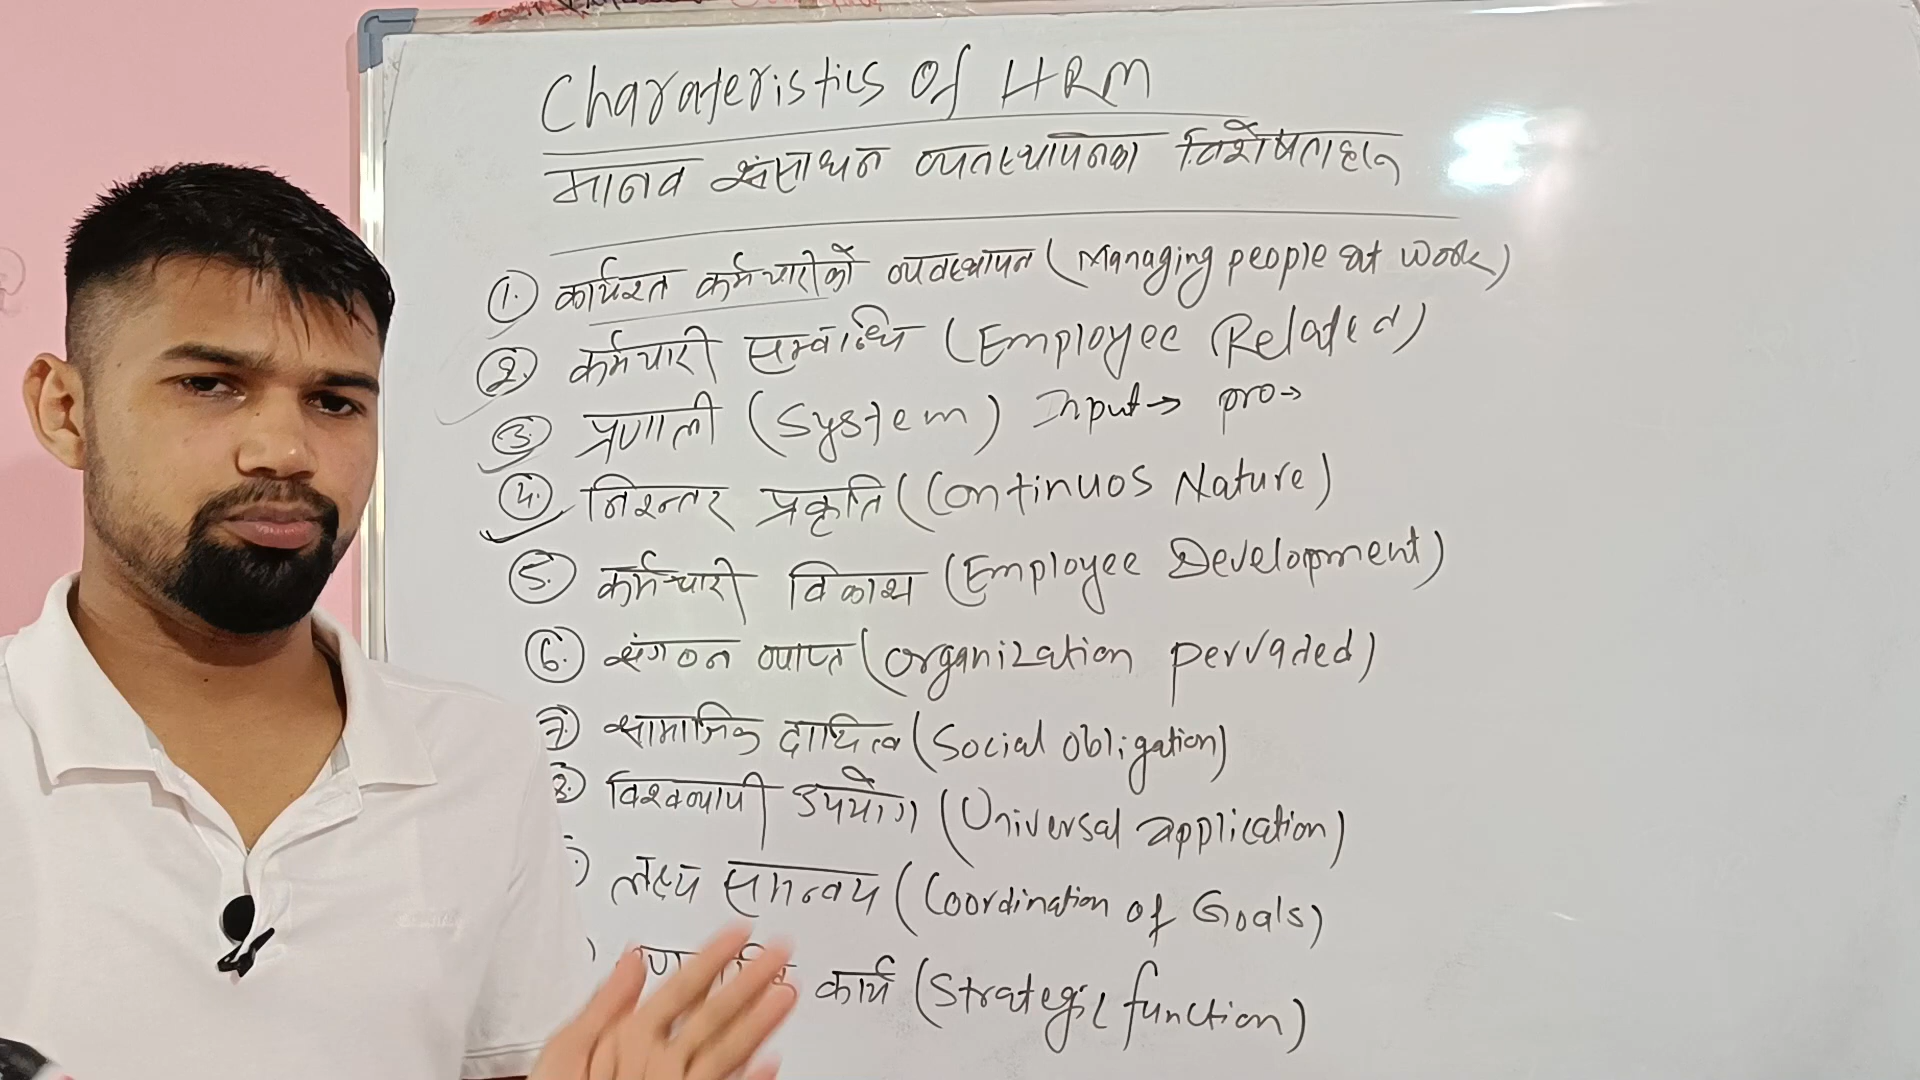 Charateristics of HRM
मानव संसाधन व्यवस्थापनका विशेषताहरू
1. कार्यरत कर्मचारीको व्यवस्थापन (Managing people at work)
2. कर्मचारी सम्बन्धि (Employee Related)
3. प्रणाली (System) Input→ pro→
4. निरन्तर प्रकृति (Continuos Nature)
5. कर्मचारी विकाश (Employee Development)
6. संगठन व्याप्त (organization pervaded)
7. सामाजिक दायित्व (Social obligation)
8. विश्वव्यापी उपयोग (Universal application)
लक्ष्य समन्वय (Coordination of Goals)
कार्य (Strategic function)